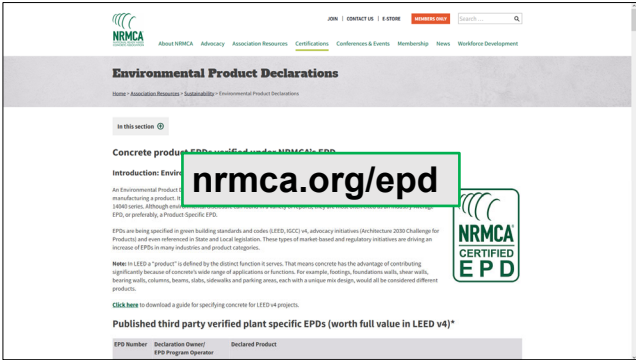 JOIN | CONTACT US | E-STORE MEMBERS ONLY Search...
NRMCA
About NRMCA Advocacy Association Resources Certifications Conferences & Events Membership News Workforce Development
Environmental Product Declarations
Home » Association Resources » Sustainability » Environmental Product Declarations
In this section
Concrete product EPDs verified under NRMCA's EPD
Introduction: Envir
nrmca.org/epd
An Environmental Product D
manufacturing a product. It
14040 series. Although
EPD, or preferably, a Product-Specific EPD.
EPDs are being specified in green building standards and codes (LEED, IGCC) v4, advocacy initiatives (Architecture 2030 Challenge for
Products) and even referenced in State and Local legislation. These types of market-based and regulatory initiatives are driving an
increase of EPDs in many industries and product categories.
NRMCA
CERTIFIED
EPD
Note: In LEED a "product" is defined by the distinct function it serves. That means concrete has the advantage of contributing
significantly because of concrete's wide range of applications or functions. For example, footings, foundations walls, shear walls,
bearing walls, columns, beams, slabs, sidewalks and parking areas, each with a unique mix design, would all be considered different
products.
Click here to download a guide for specifying concrete for LEED v4 projects.
Published third party verified plant specific EPDs (worth full value in LEED v4)*
EPD Number Declaration Owner/ Declared Product
EPD Program Operator